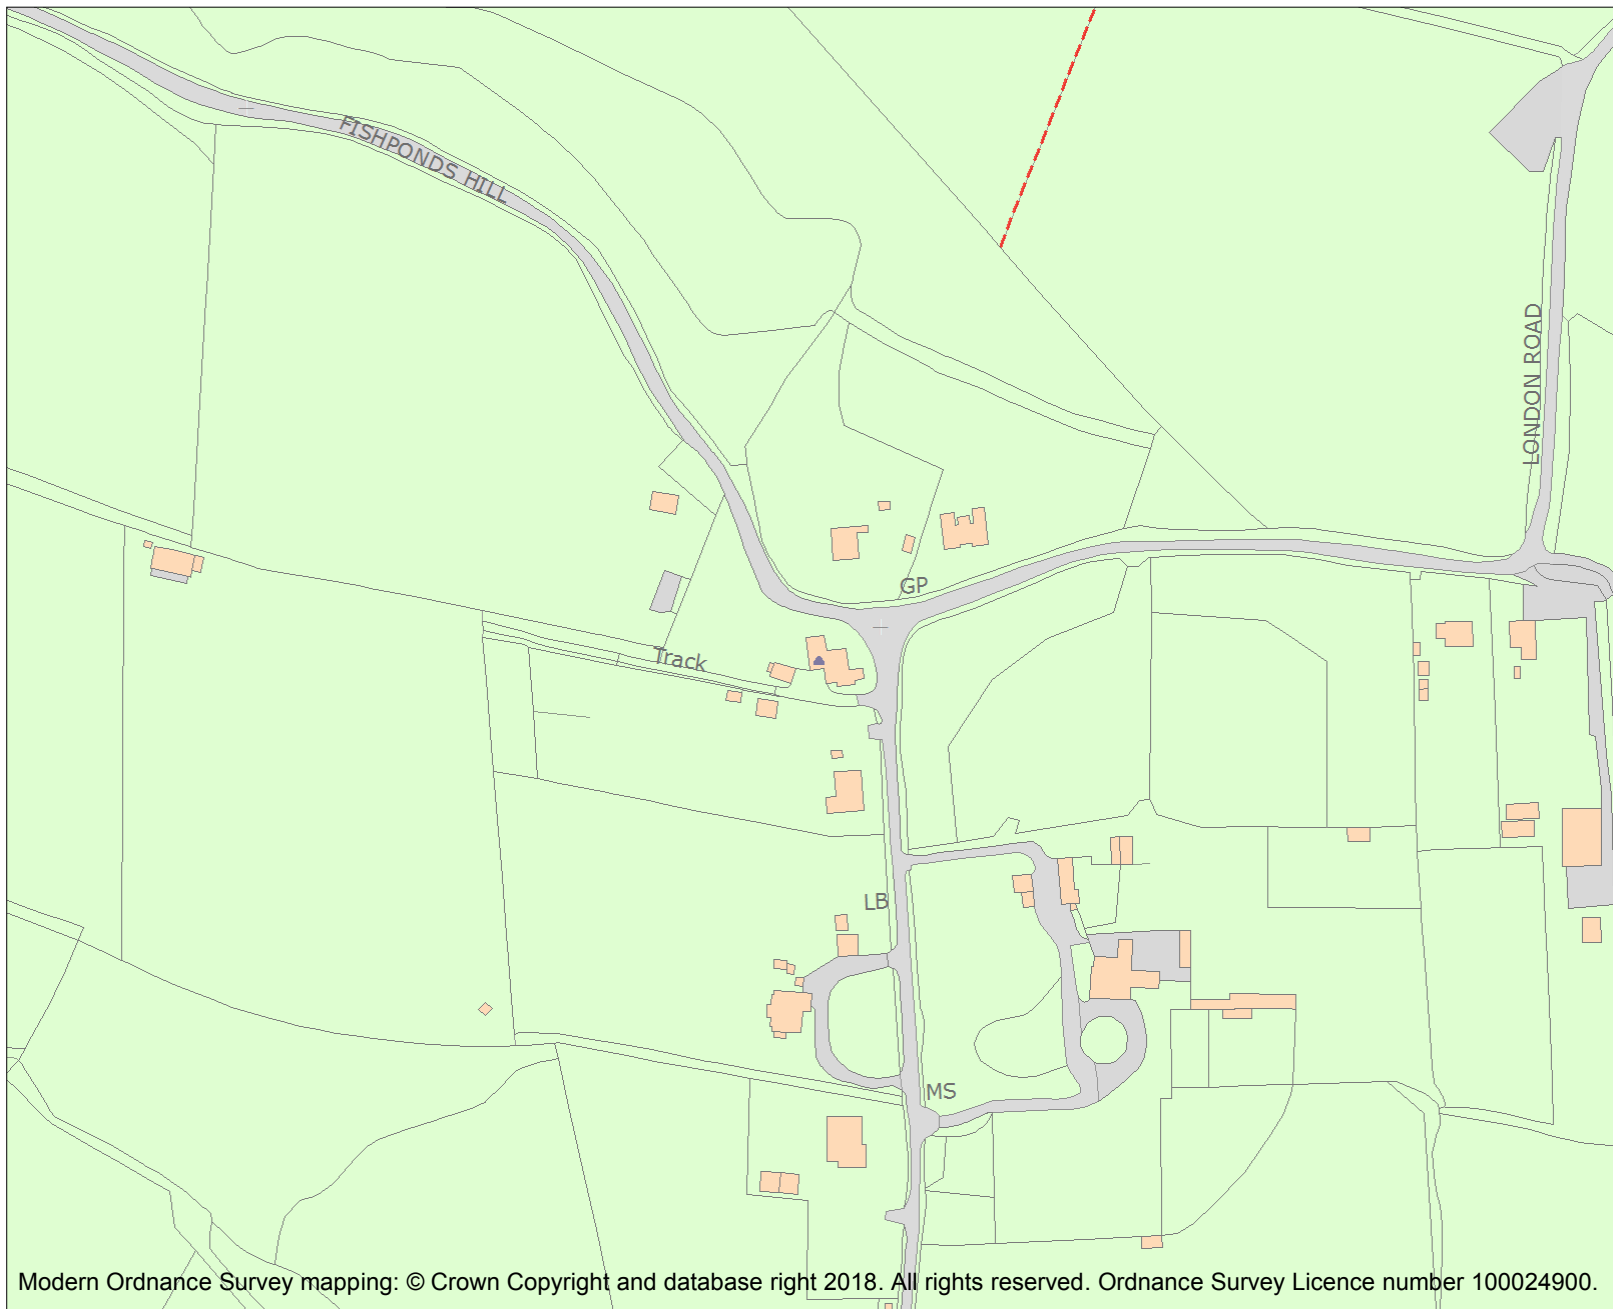 FISHPONDS HILL
LONDON ROAD
GP
Track
LB
MS
Modern Ordnance Survey mapping: © Crown Copyright and database right 2018. All rights reserved. Ordnance Survey Licence number 100024900.